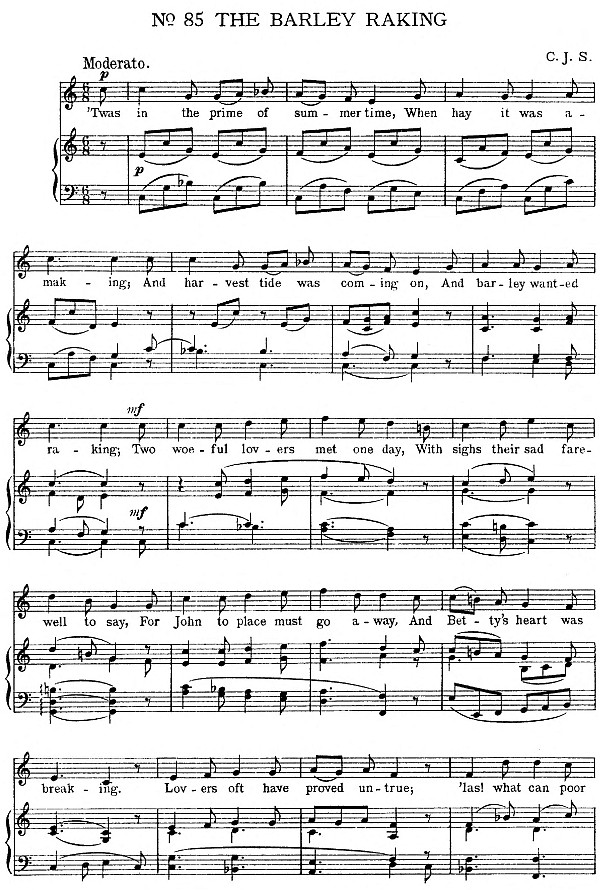 No 85 THE BARLEY RAKING
C. J. S.
Moderato.
p
'Twas in the prime of sum-mer time, When hay it was a-
p
mak-ing; And har-vest tide was com-ing on, And bar-ley want-ed
mf
rak-ing; Two woe-ful lov-ers met one day, With sighs their sad fare-
mf
well to say, For John to place must go a-way, And Bet-ty's heart was
break-ing. Lov-ers oft have proved un-true; 'las! what can poor